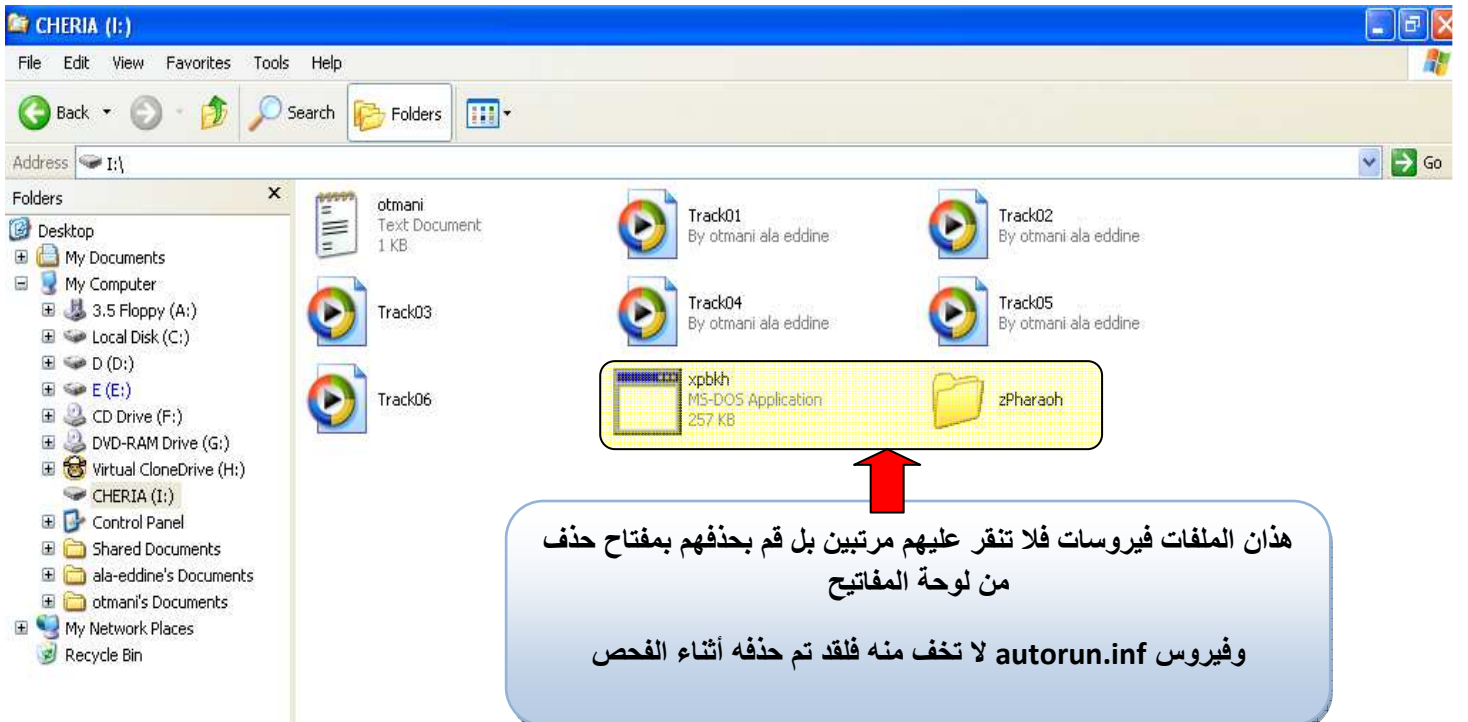 CHERIA (I:)
File Edit View Favorites Tools Help
Back Search Folders
Address I:\ Go
Folders x
Desktop
My Documents
My Computer
3.5 Floppy (A:)
Local Disk (C:)
D (D:)
E (E:)
CD Drive (F:)
DVD-RAM Drive (G:)
Virtual CloneDrive (H:)
CHERIA (I:)
Control Panel
Shared Documents
ala-eddine's Documents
otmani's Documents
My Network Places
Recycle Bin
otmani
Text Document
1 KB
Track01
By otmani ala eddine
Track02
By otmani ala eddine
Track03
Track04
By otmani ala eddine
Track05
By otmani ala eddine
Track06
xpbkh
MS-DOS Application
257 KB
zPharaoh
هذان الملفات فيروسات فلا تنقر عليهم مرتبين بل قم بحذفهم بمفتاح حذف
من لوحة المفاتيح
وفيروس autorun.inf لا تخف منه فلقد تم حذفه أثناء الفحص